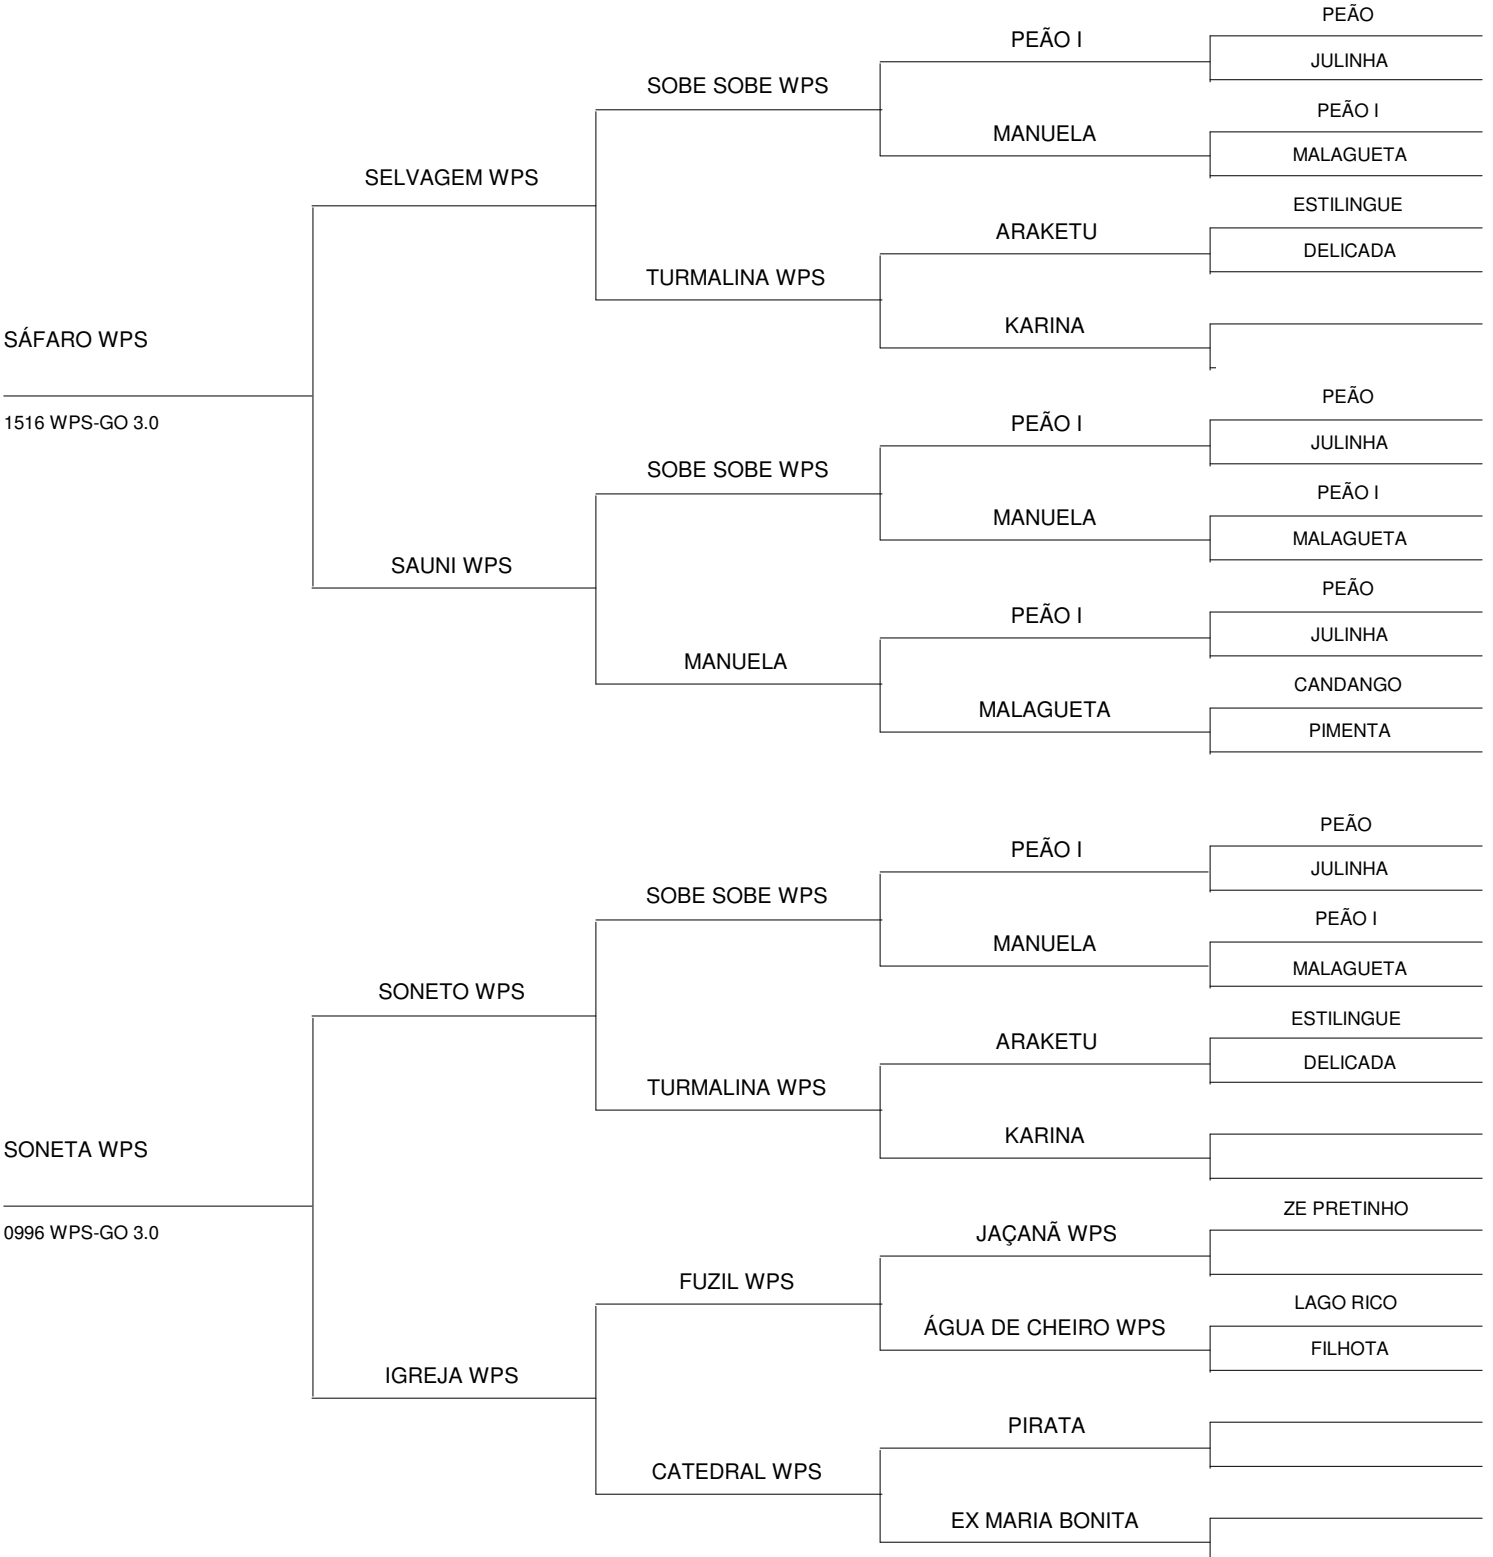 PEÃO
PEÃO I
JULINHA
SOBE SOBE WPS
PEÃO I
MANUELA
MALAGUETA
SELVAGEM WPS
ESTILINGUE
ARAKETU
DELICADA
TURMALINA WPS
KARINA
SÁFARO WPS
PEÃO
1516 WPS-GO 3.0
PEÃO I
JULINHA
SOBE SOBE WPS
PEÃO I
MANUELA
MALAGUETA
SAUNI WPS
PEÃO
PEÃO I
JULINHA
MANUELA
CANDANGO
MALAGUETA
PIMENTA
PEÃO
PEÃO I
JULINHA
SOBE SOBE WPS
PEÃO I
MANUELA
MALAGUETA
SONETO WPS
ESTILINGUE
ARAKETU
DELICADA
TURMALINA WPS
KARINA
SONETA WPS
ZE PRETINHO
0996 WPS-GO 3.0
JAÇANÃ WPS
FUZIL WPS
LAGO RICO
ÁGUA DE CHEIRO WPS
FILHOTA
IGREJA WPS
PIRATA
CATEDRAL WPS
EX MARIA BONITA